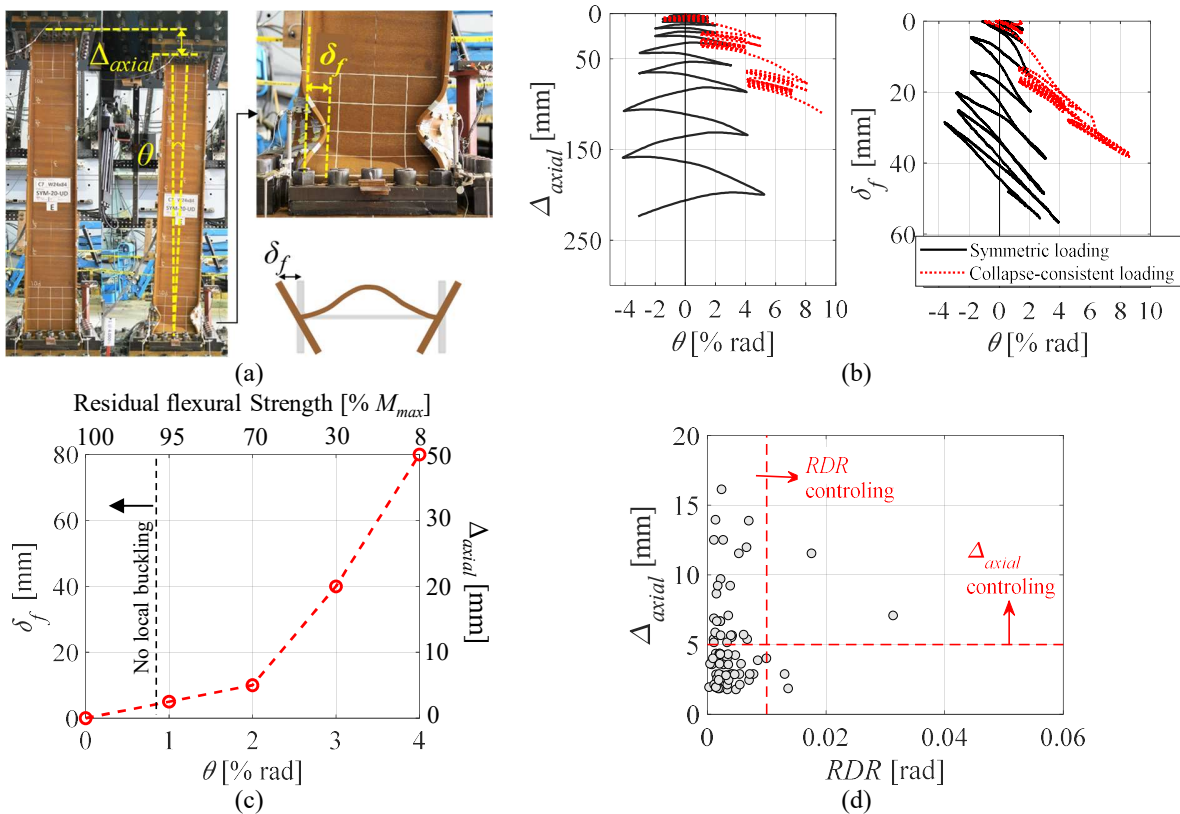 Δaxial
θ
C7_W24x84
SYM-20-UD
E
δf
δf
(a)
0
50
150
250
Δaxial [mm]
-4 -2 0 2 4 6 8 10
θ [% rad]
0
20
40
60
δf [mm]
Symmetric loading
Collapse-consistent loading
-4 -2 0 2 4 6 8 10
θ [% rad]
(b)
Residual flexural Strength [% Mmax]
100 95 70 30 8
80
60
40
20
0
δf [mm]
No local buckling
50
30
20
10
0
Δaxial [mm]
0 1 2 3 4
θ [% rad]
(c)
20
15
10
5
0
Δaxial [mm]
RDR
controling
Δaxial
controling
0 0.02 0.04 0.06
RDR [rad]
(d)